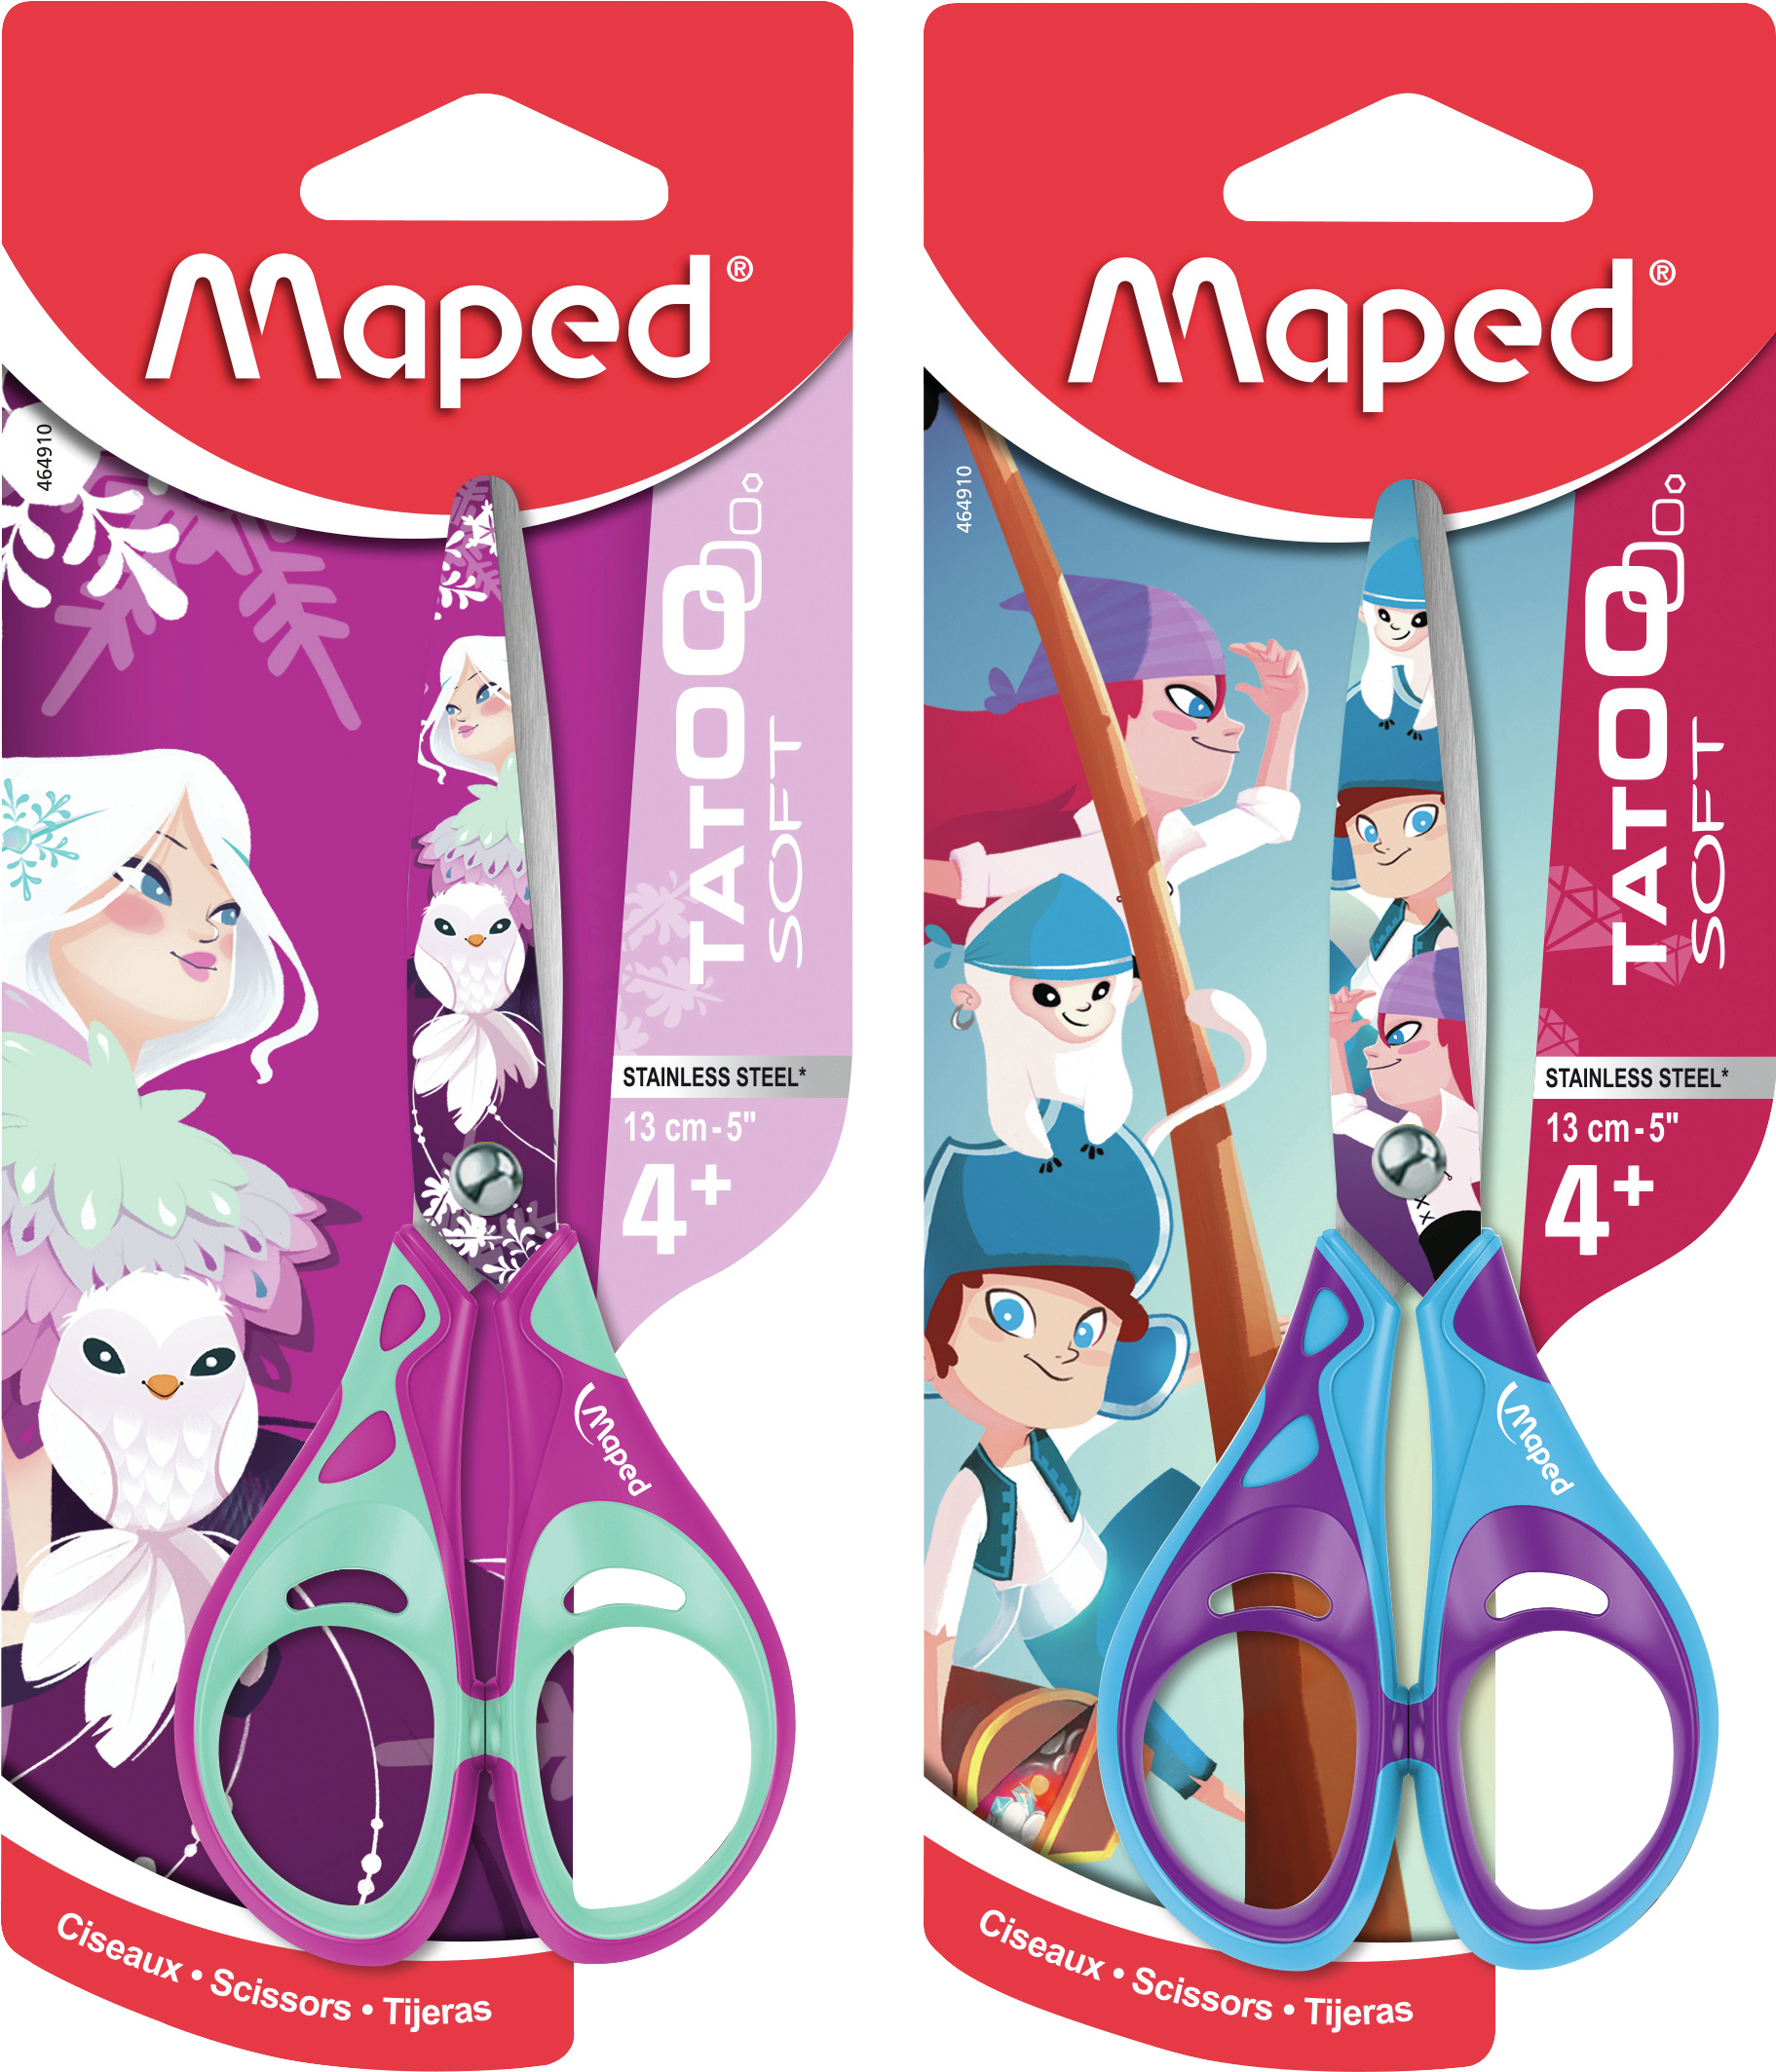 Maped®
464910
TATOO
SOFT
STAINLESS STEEL*
13 cm - 5"
4+
Maped
Ciseaux • Scissors • Tijeras
Maped®
464910
TATOO
SOFT
STAINLESS STEEL*
13 cm - 5"
4+
Maped
Ciseaux • Scissors • Tijeras